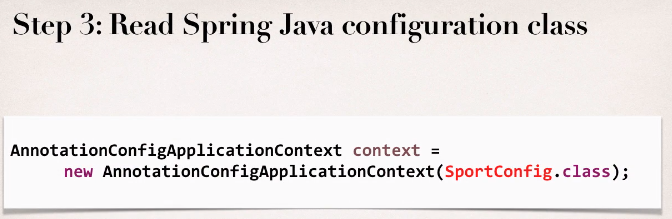 Step 3: Read Spring Java configuration class
AnnotationConfigApplicationContext context =
new AnnotationConfigApplicationContext(SportConfig.class);